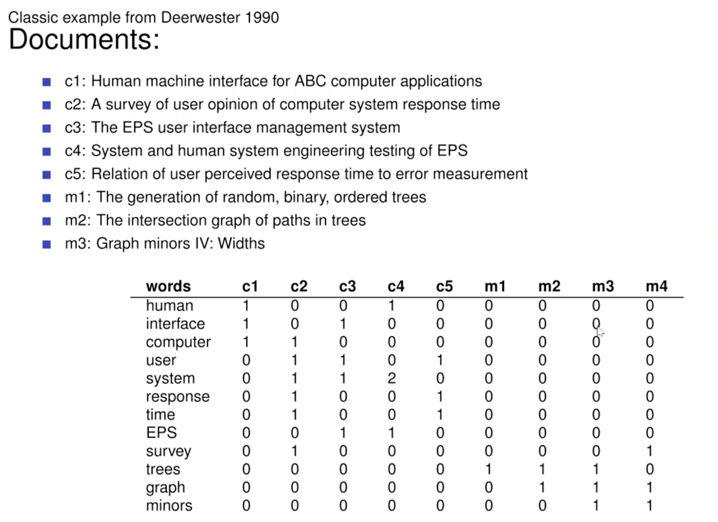 Classic example from Deerwester 1990
Documents:
c1: Human machine interface for ABC computer applications
c2: A survey of user opinion of computer system response time
c3: The EPS user interface management system
c4: System and human system engineering testing of EPS
c5: Relation of user perceived response time to error measurement
m1: The generation of random, binary, ordered trees
m2: The intersection graph of paths in trees
m3: Graph minors IV: Widths
words c1 c2 c3 c4 c5 m1 m2 m3 m4
human 1 0 0 1 0 0 0 0 0
interface 1 0 1 0 0 0 0 0 0
computer 1 1 0 0 0 0 0 0 0
user 0 1 1 0 1 0 0 0 0
system 0 1 1 2 0 0 0 0 0
response 0 1 0 0 1 0 0 0 0
time 0 1 0 0 1 0 0 0 0
EPS 0 0 1 1 0 0 0 0 0
survey 0 1 0 0 0 0 0 0 1
trees 0 0 0 0 0 1 1 1 0
graph 0 0 0 0 0 0 1 1 1
minors 0 0 0 0 0 0 0 1 1